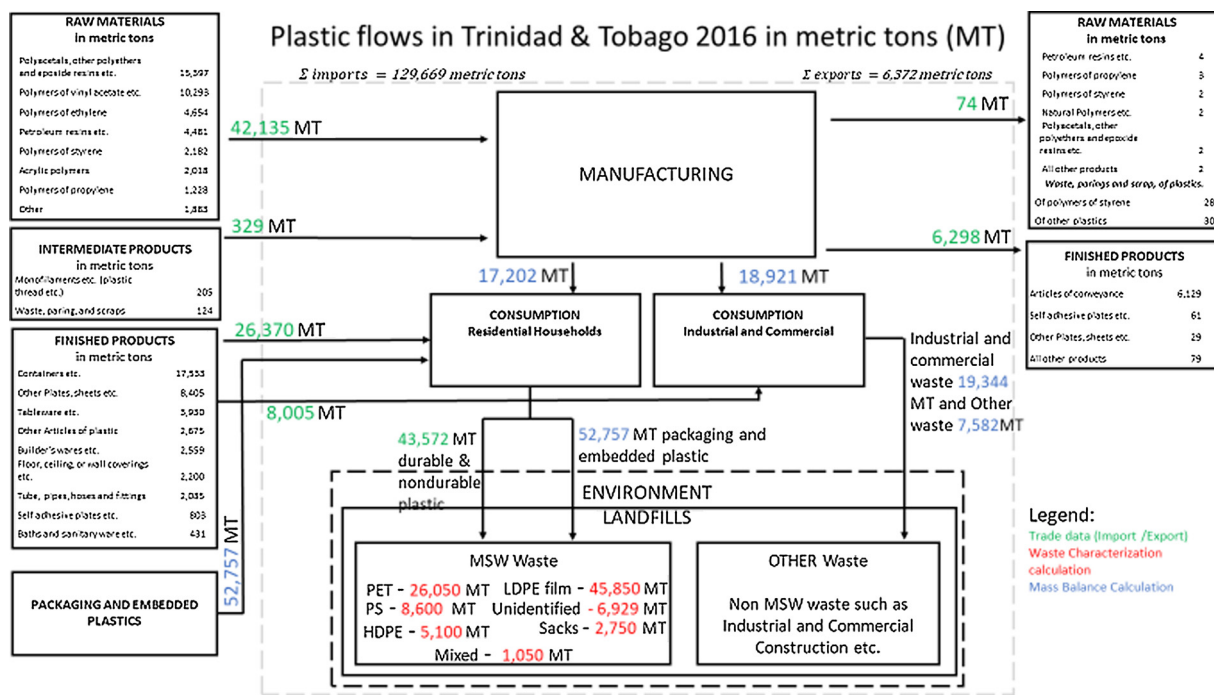 Plastic flows in Trinidad & Tobago 2016 in metric tons (MT)
Σ imports = 129,669 metric tons
Σ exports = 6,372 metric tons
RAW MATERIALS
in metric tons
Polyacetals, other polyethers
and epoxide resins etc. 15,397
Polymers of vinyl acetate etc. 10,293
Polymers of ethylene 4,654
Petroleum resins etc. 4,481
Polymers of styrene 2,182
Acrylic polymers 2,018
Polymers of propylene 1,228
Other 1,883
INTERMEDIATE PRODUCTS
in metric tons
Monofilaments etc. (plastic
thread etc.) 205
Waste, paring, and scraps 124
FINISHED PRODUCTS
in metric tons
Containers etc.
Other Plates, sheets etc. 8,405
Tableware etc.
Other Articles of plastic 2,675
Builder's wares etc. 2,559
Floor, ceiling, or wall coverings
etc. 2,200
Tube, pipes, hoses and fittings
Self adhesive plates etc. 803
Baths and sanitary ware etc. 431
PACKAGING AND EMBEDDED
PLASTICS
42,135 MT
329 MT
26,370 MT
8,005 MT
52,757 MT
MANUFACTURING
74 MT
6,298 MT
17,202 MT
18,921 MT
CONSUMPTION
Residential Households
CONSUMPTION
Industrial and Commercial
43,572 MT
durable &
nondurable
plastic
52,757 MT packaging and
embedded plastic
Industrial and
commercial
waste 19,344
MT and Other
waste 7,582MT
ENVIRONMENT
LANDFILLS
MSW Waste
PET - 26,050 MT LDPE film - 45,850 MT
PS - 8,600 MT Unidentified - 6,929 MT
HDPE - 5,100 MT Sacks - 2,750 MT
Mixed - 1,050 MT
OTHER Waste
Non MSW waste such as
Industrial and Commercial
Construction etc.
RAW MATERIALS
in metric tons
Petroleum resins etc. 4
Polymers of propylene 3
Polymers of styrene 2
Natural Polymers etc. 2
Polyacetals, other
polyethers and epoxide
resins etc. 2
All other products 2
Waste, parings and scrap, of plastics.
Of polymers of styrene 28
Of other plastics 30
FINISHED PRODUCTS
in metric tons
Articles of conveyance 6,129
Self adhesive plates etc. 61
Other Plates, sheets etc. 29
All other products 79
Legend:
Trade data (Import /Export)
Waste Characterization
calculation
Mass Balance Calculation